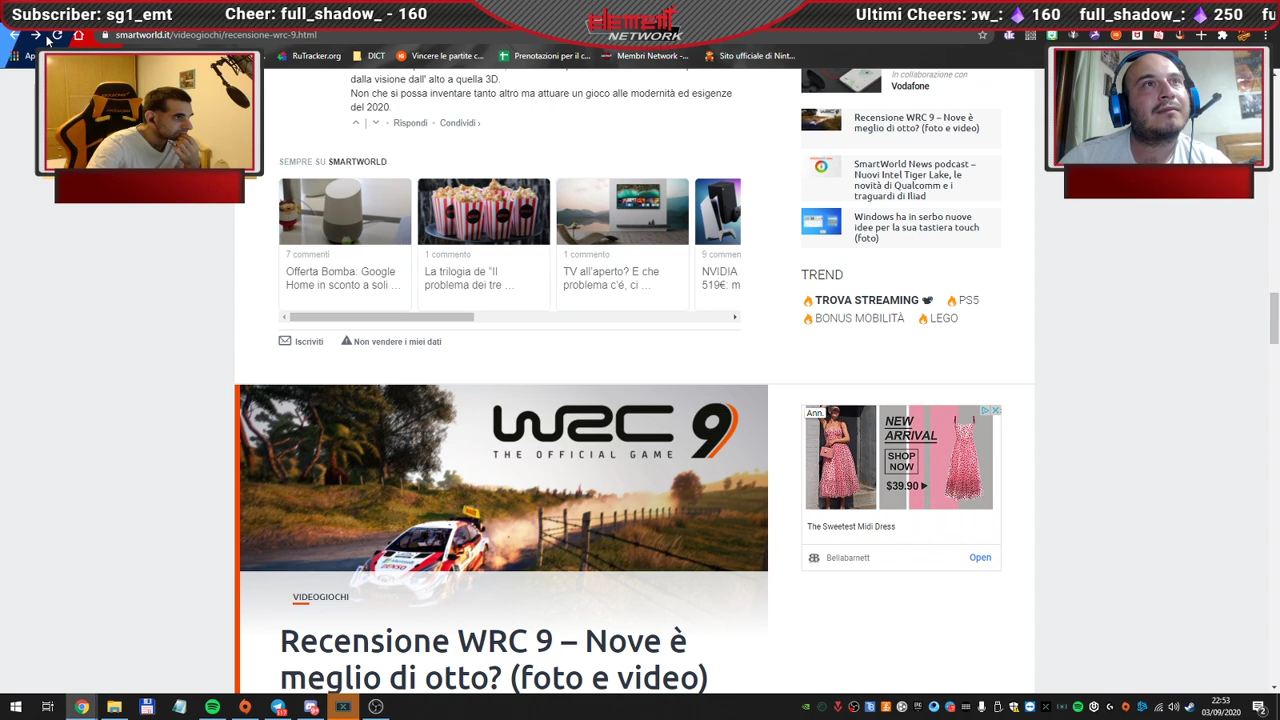 Subscriber: sg1_emt
Cheer: full_shadow_ - 160
element
NETWORK
Ultimi Cheers:
160
full_shadow_:
250
smartworld.it/videogiochi/recensione-wrc-9.html
RuTracker.org
DICT
Vincere le partite c...
Prenotazioni per il c...
Membri Network -...
Sito ufficiale di Nint...
dalla visione dall' alto a quella 3D.
Non che si possa inventare tanto altro ma attuare un gioco alle modernità ed esigenze
del 2020.
Rispondi
Condividi ›
SEMPRE SU SMARTWORLD
7 commenti
Offerta Bomba: Google
Home in sconto a soli ...
1 commento
La trilogia de “Il
problema dei tre ...
1 commento
TV all'aperto? E che
problema c'é, ci ...
9 commen
NVIDIA
519€: m
Iscriviti
Non vendere i miei dati
In collaborazione con
Vodafone
Recensione WRC 9 – Nove è
meglio di otto? (foto e video)
SmartWorld News podcast –
Nuovi Intel Tiger Lake, le
novità di Qualcomm e i
traguardi di Iliad
Windows ha in serbo nuove
idee per la sua tastiera touch
(foto)
TREND
TROVA STREAMING
PS5
BONUS MOBILITÀ
LEGO
WRC 9
THE OFFICIAL GAME
DENSO
Ann.
NEW
ARRIVAL
SHOP
NOW
$39.90
The Sweetest Midi Dress
Bellabarnett
Open
VIDEOGIOCHI
Recensione WRC 9 – Nove è
meglio di otto? (foto e video)
22:53
03/09/2020